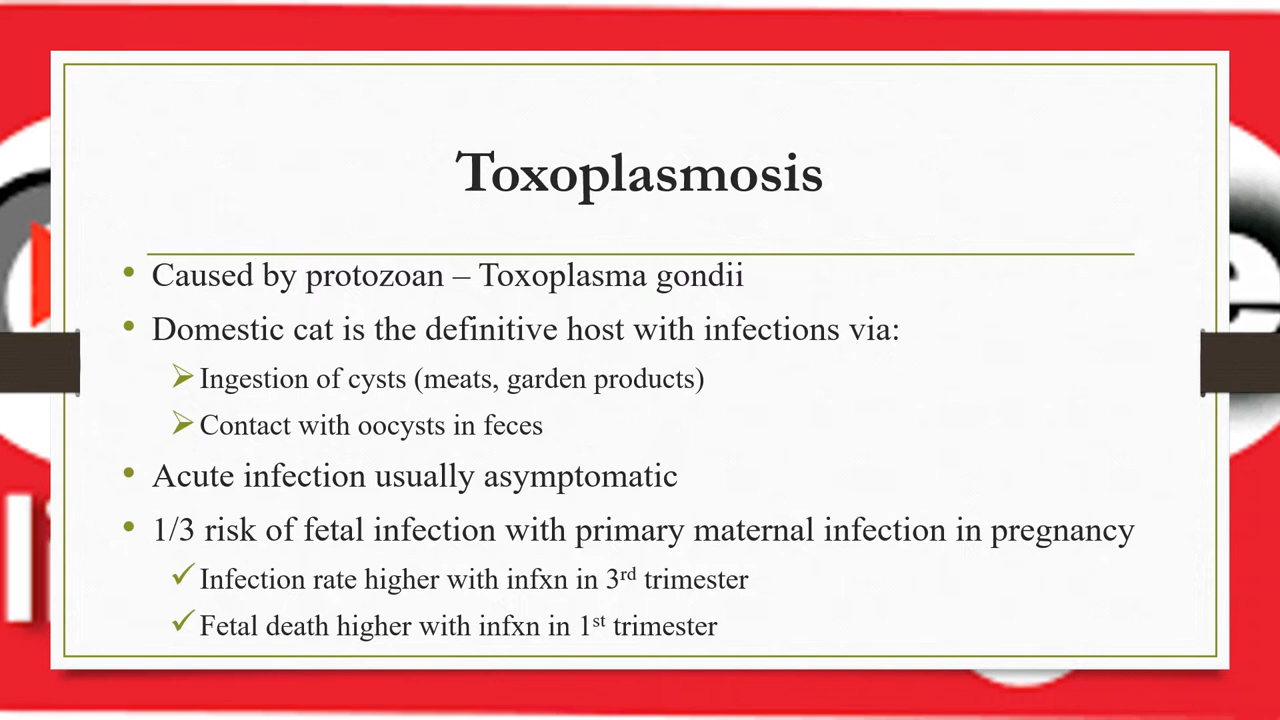 Toxoplasmosis
• Caused by protozoan – Toxoplasma gondii
• Domestic cat is the definitive host with infections via:
➢ Ingestion of cysts (meats, garden products)
➢ Contact with oocysts in feces
• Acute infection usually asymptomatic
• 1/3 risk of fetal infection with primary maternal infection in pregnancy
✓ Infection rate higher with infxn in 3rd trimester
✓ Fetal death higher with infxn in 1st trimester